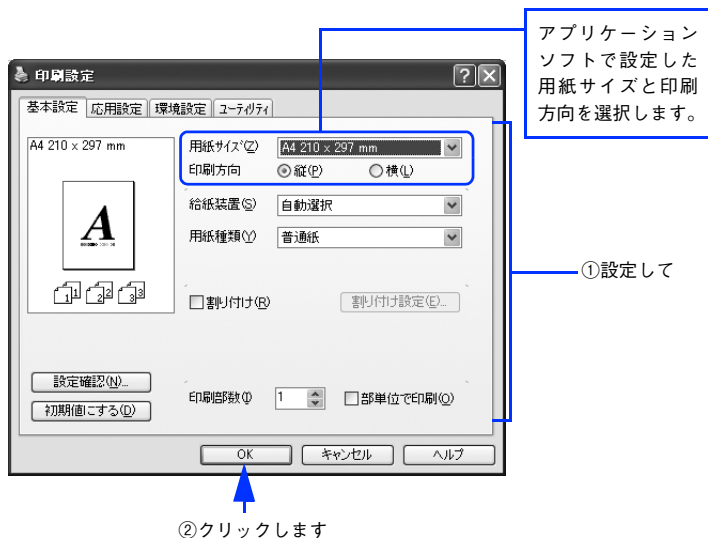 アプリケーション
ソフトで設定した
用紙サイズと印刷
方向を選択します。
印刷設定
基本設定 応用設定 環境設定 ユーティリティ
A4 210 x 297 mm
用紙サイズ(Z) A4 210 x 297 mm
印刷方向 縦(P) 横(L)
給紙装置(S) 自動選択
用紙種類(Y) 普通紙
A
1 1 2 2 3 3
割り付け(R) 割り付け設定(E)...
①設定して
設定確認(N)...
初期値にする(D)
印刷部数(I) 1 部単位で印刷(O)
OK キャンセル ヘルプ
②クリックします